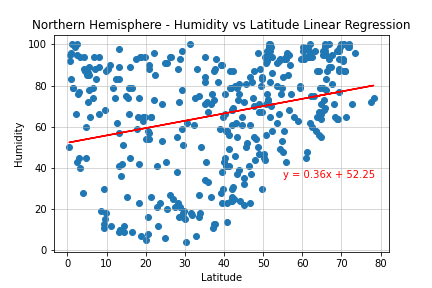 Northern Hemisphere - Humidity vs Latitude Linear Regression
100
80
60
40
20
0
Humidity
y = 0.36x + 52.25
0 10 20 30 40 50 60 70 80
Latitude